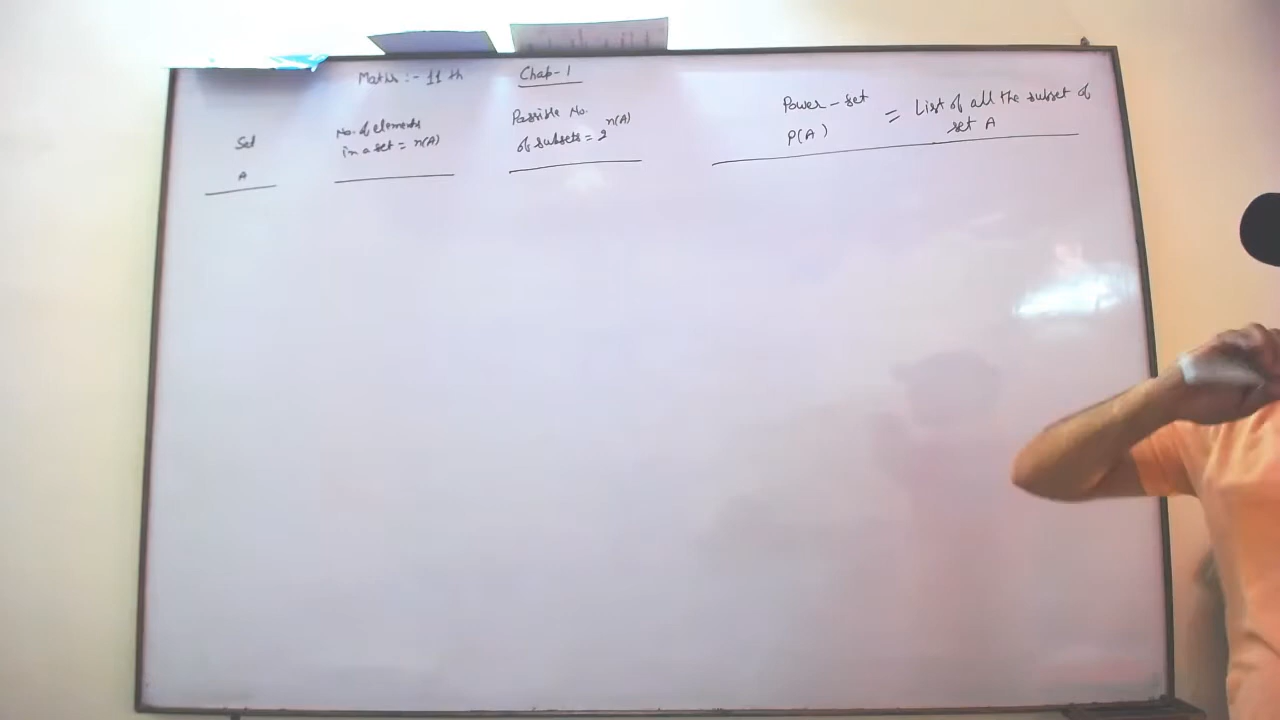 Maths :- 11 th Chap-1
Set
A
No. of elements
in a set = n(A)
Possible No.
of subsets = 2^n(A)
Power-set
P(A)
= List of all the subset of
set A